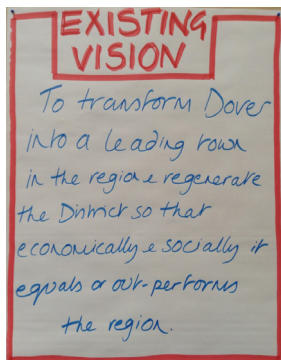 EXISTING
VISION
To transform Dover
into a leading town
in the region & regenerate
the District so that
economically & socially it
equals or out-performs
the region.